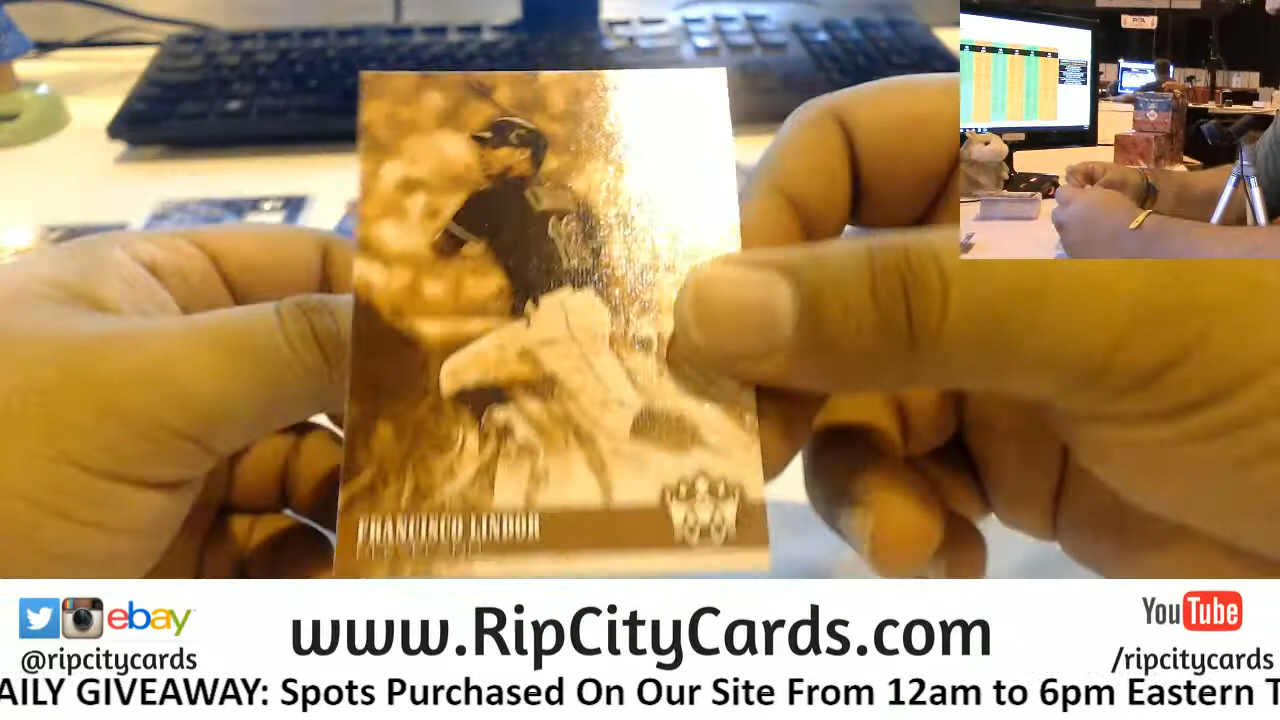 FRANCISCO LINDOR
DK
ebay
@ripcitycards
www.RipCityCards.com
YouTube
/ripcitycards
AILY GIVEAWAY: Spots Purchased On Our Site From 12am to 6pm Eastern T